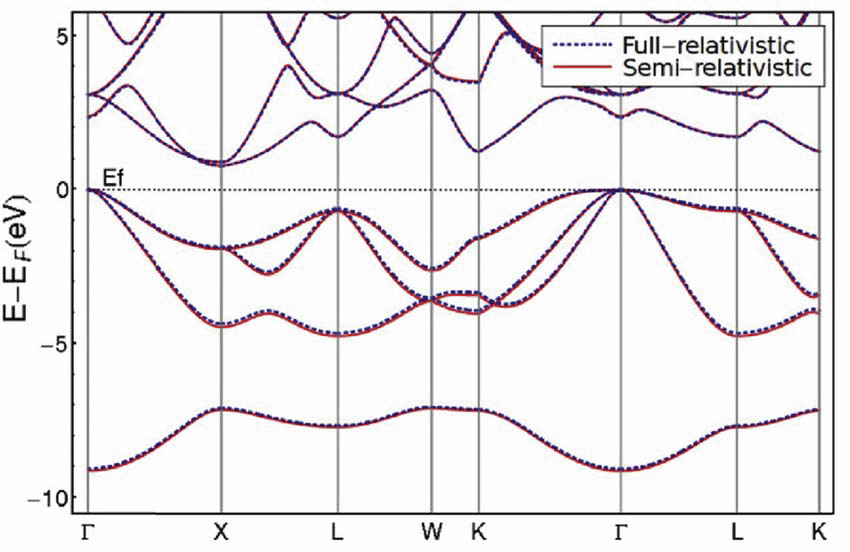 Full–relativistic
Semi–relativistic
5
Ef
0
E–E_F(eV)
−5
−10
Γ X L W K Γ L K